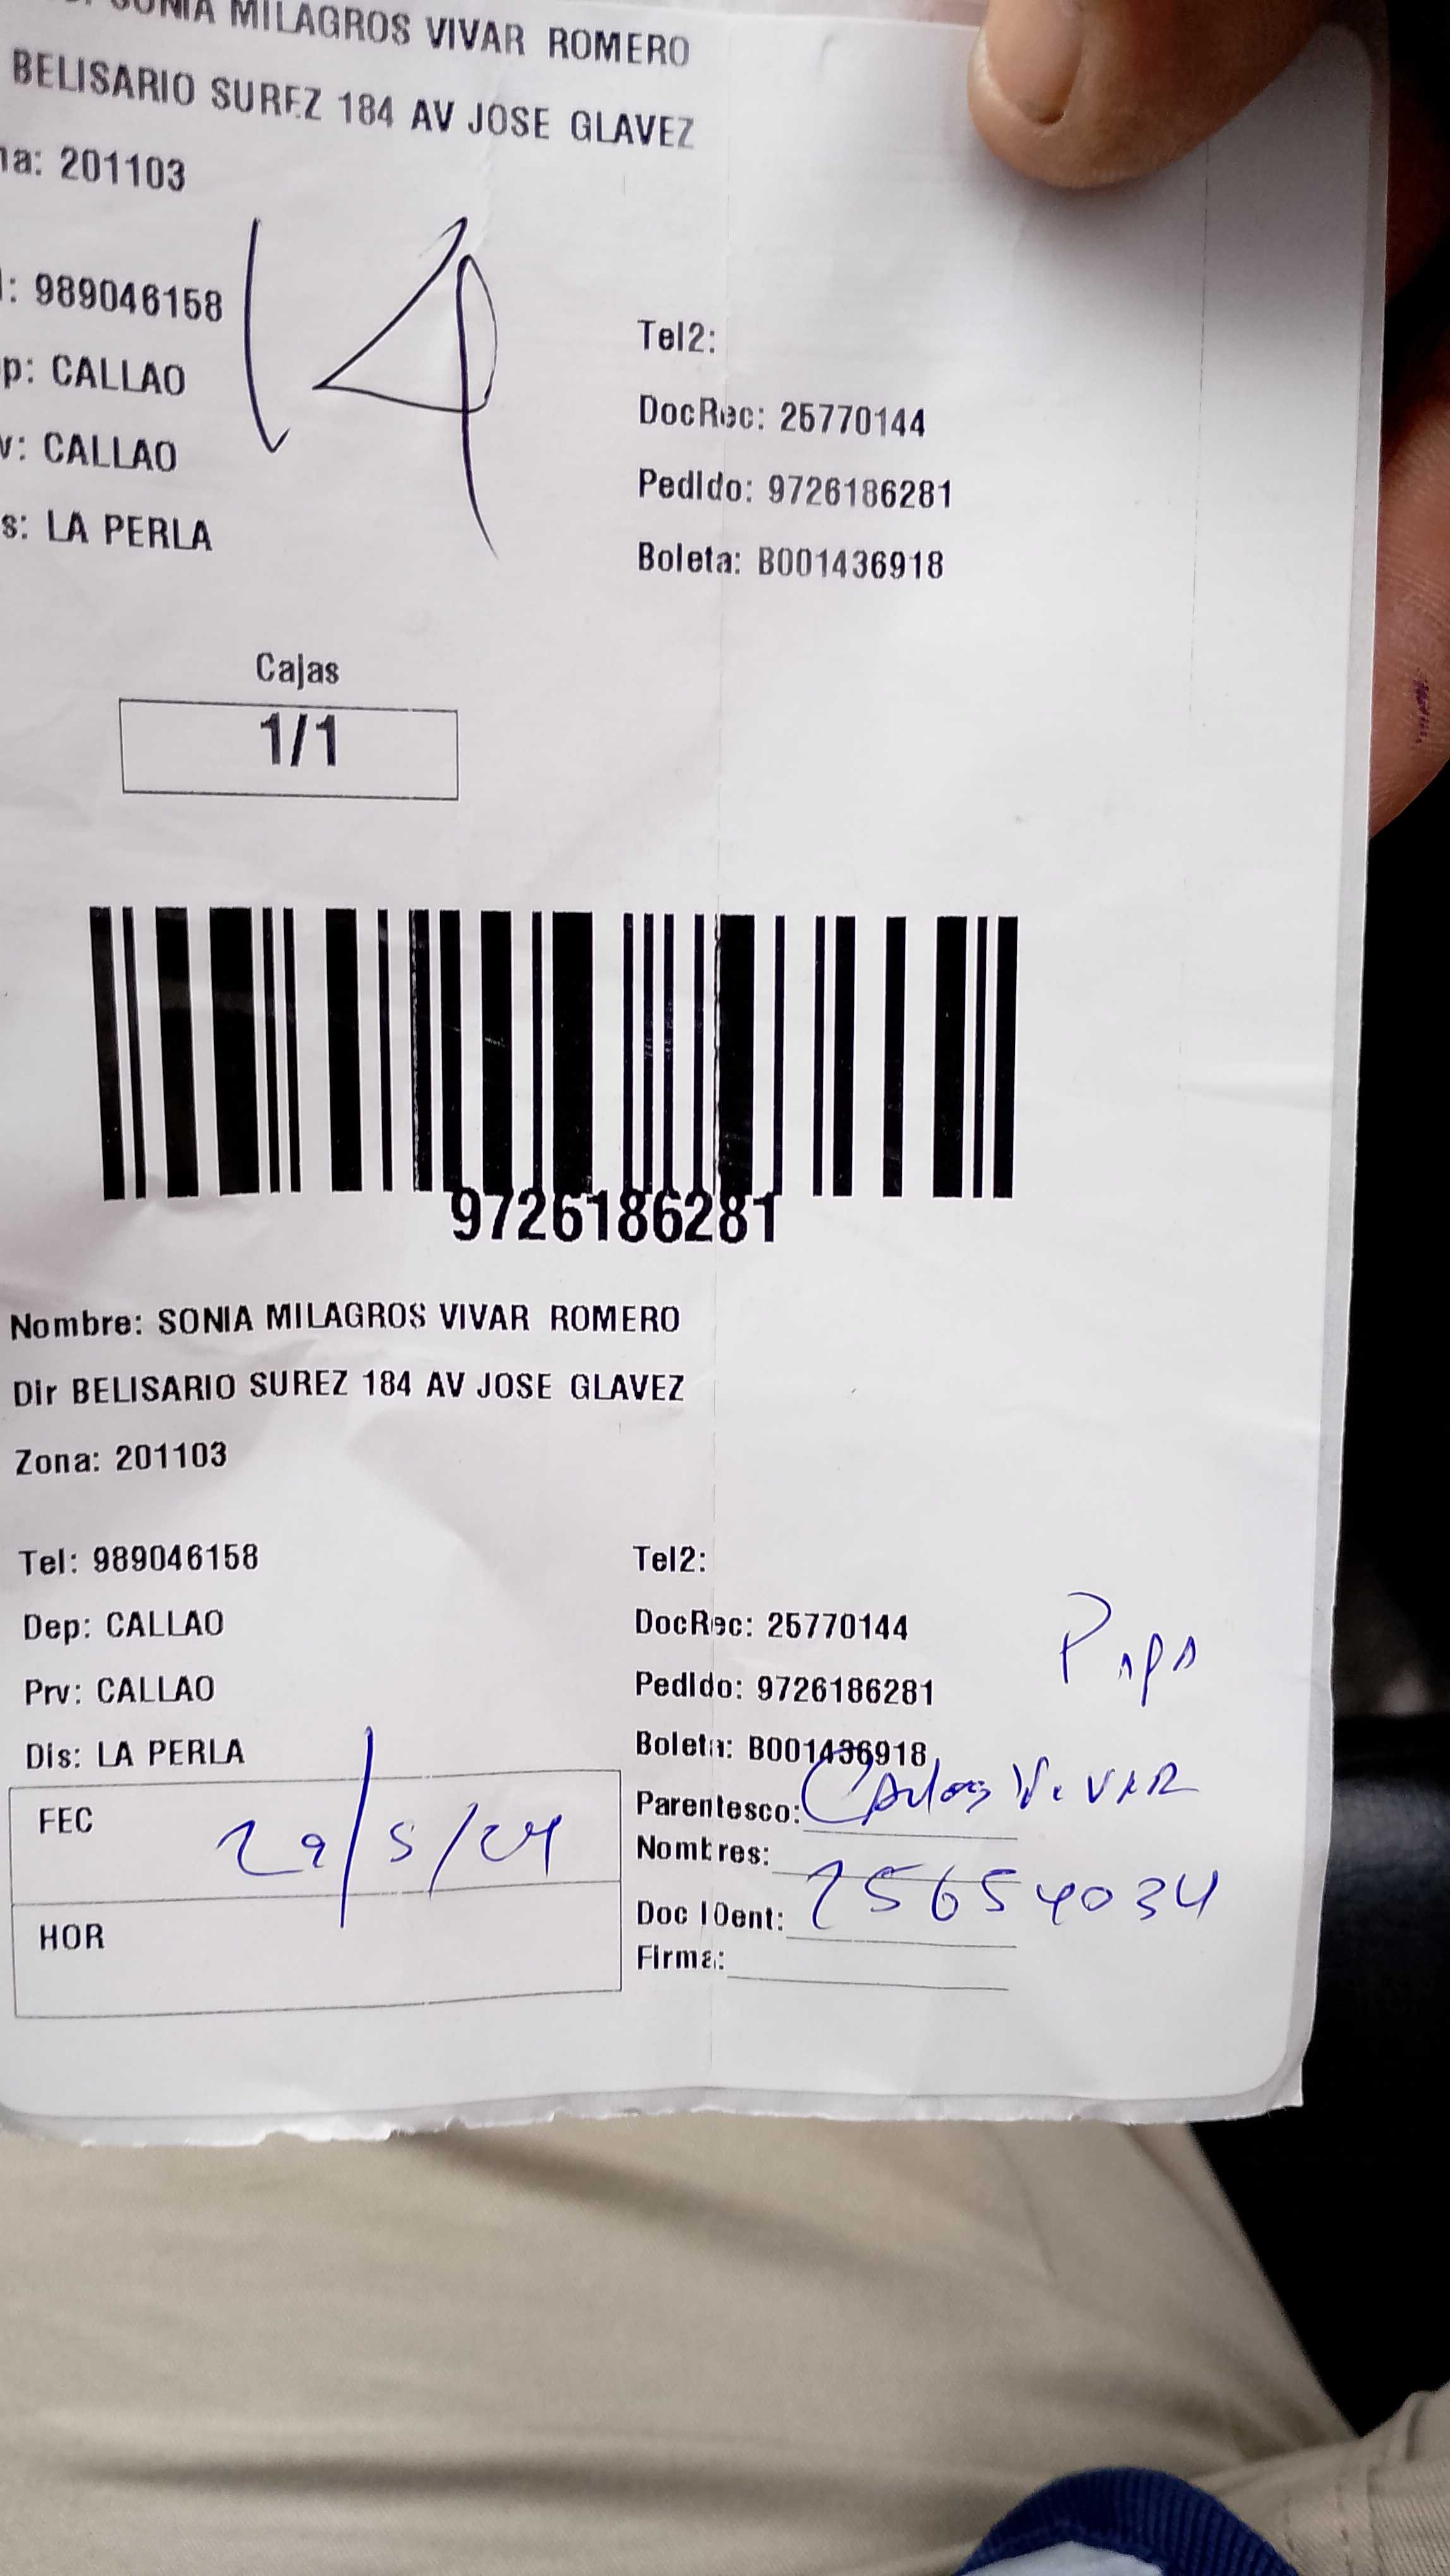 SONIA MILAGROS VIVAR ROMERO
BELISARIO SUREZ 184 AV JOSE GLAVEZ
na: 201103
l: 989046158
Tel2:
p: CALLAO
DocRec: 25770144
v: CALLAO
Pedido: 9726186281
s: LA PERLA
Boleta: B001436918
Cajas
1/1
9726186281
Nombre: SONIA MILAGROS VIVAR ROMERO
Dir BELISARIO SUREZ 184 AV JOSE GLAVEZ
Zona: 201103
Tel: 989046158
Tel2:
Dep: CALLAO
DocRec: 25770144
Papa
Prv: CALLAO
Pedido: 9726186281
Dis: LA PERLA
Boleta: B001436918
Parentesco: Carlos VIVAR
FEC 29/5/24
Nombres:
Doc IDent: 25654034
HOR
Firma: